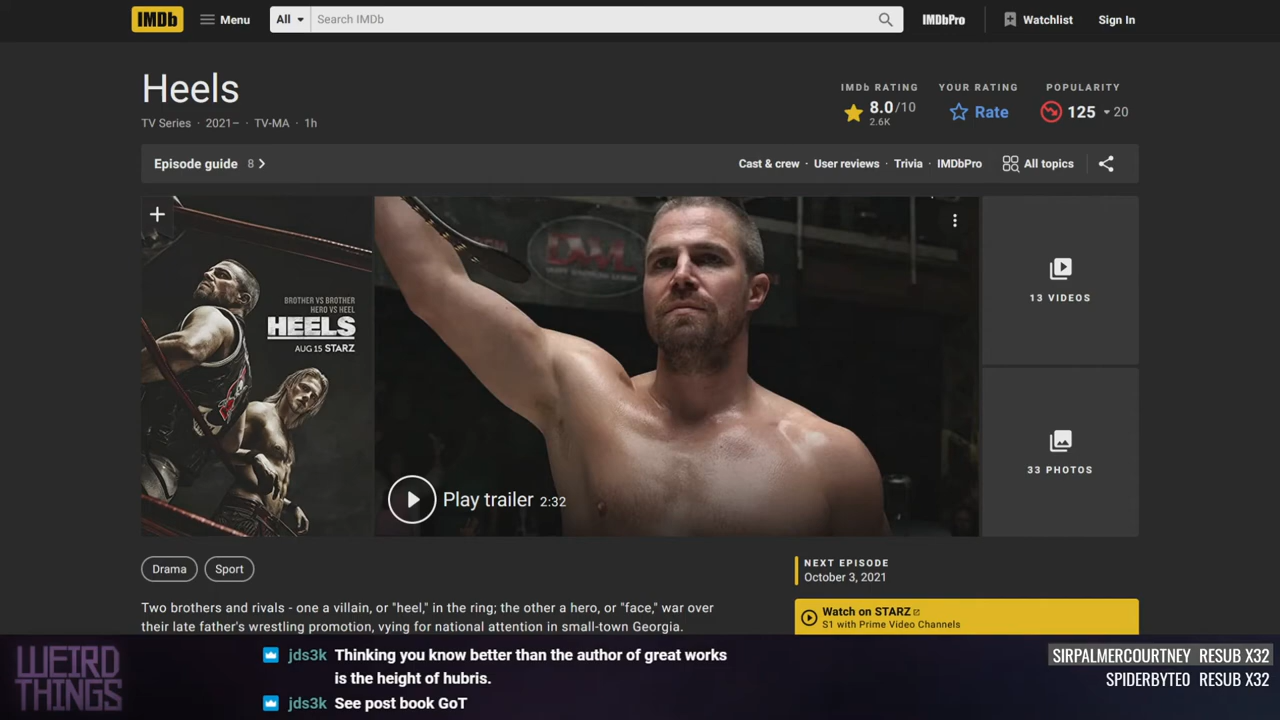 IMDb
Menu
All
Search IMDb
IMDbPro
Watchlist
Sign In
Heels
TV Series · 2021– · TV-MA · 1h
IMDb RATING
8.0/10
2.6K
YOUR RATING
Rate
POPULARITY
125
20
Episode guide 8
Cast & crew · User reviews · Trivia · IMDbPro
All topics
BROTHER VS BROTHER
HERO VS HEEL
HEELS
AUG 15 STARZ
DWL
Play trailer 2:32
13 VIDEOS
33 PHOTOS
Drama
Sport
NEXT EPISODE
October 3, 2021
Two brothers and rivals - one a villain, or "heel," in the ring; the other a hero, or "face," war over
their late father's wrestling promotion, vying for national attention in small-town Georgia.
Watch on STARZ
S1 with Prime Video Channels
WEIRD
THINGS
jds3k Thinking you know better than the author of great works
is the height of hubris.
jds3k See post book GoT
SIRPALMERCOURTNEY RESUB X32
SPIDERBYTE0 RESUB X32